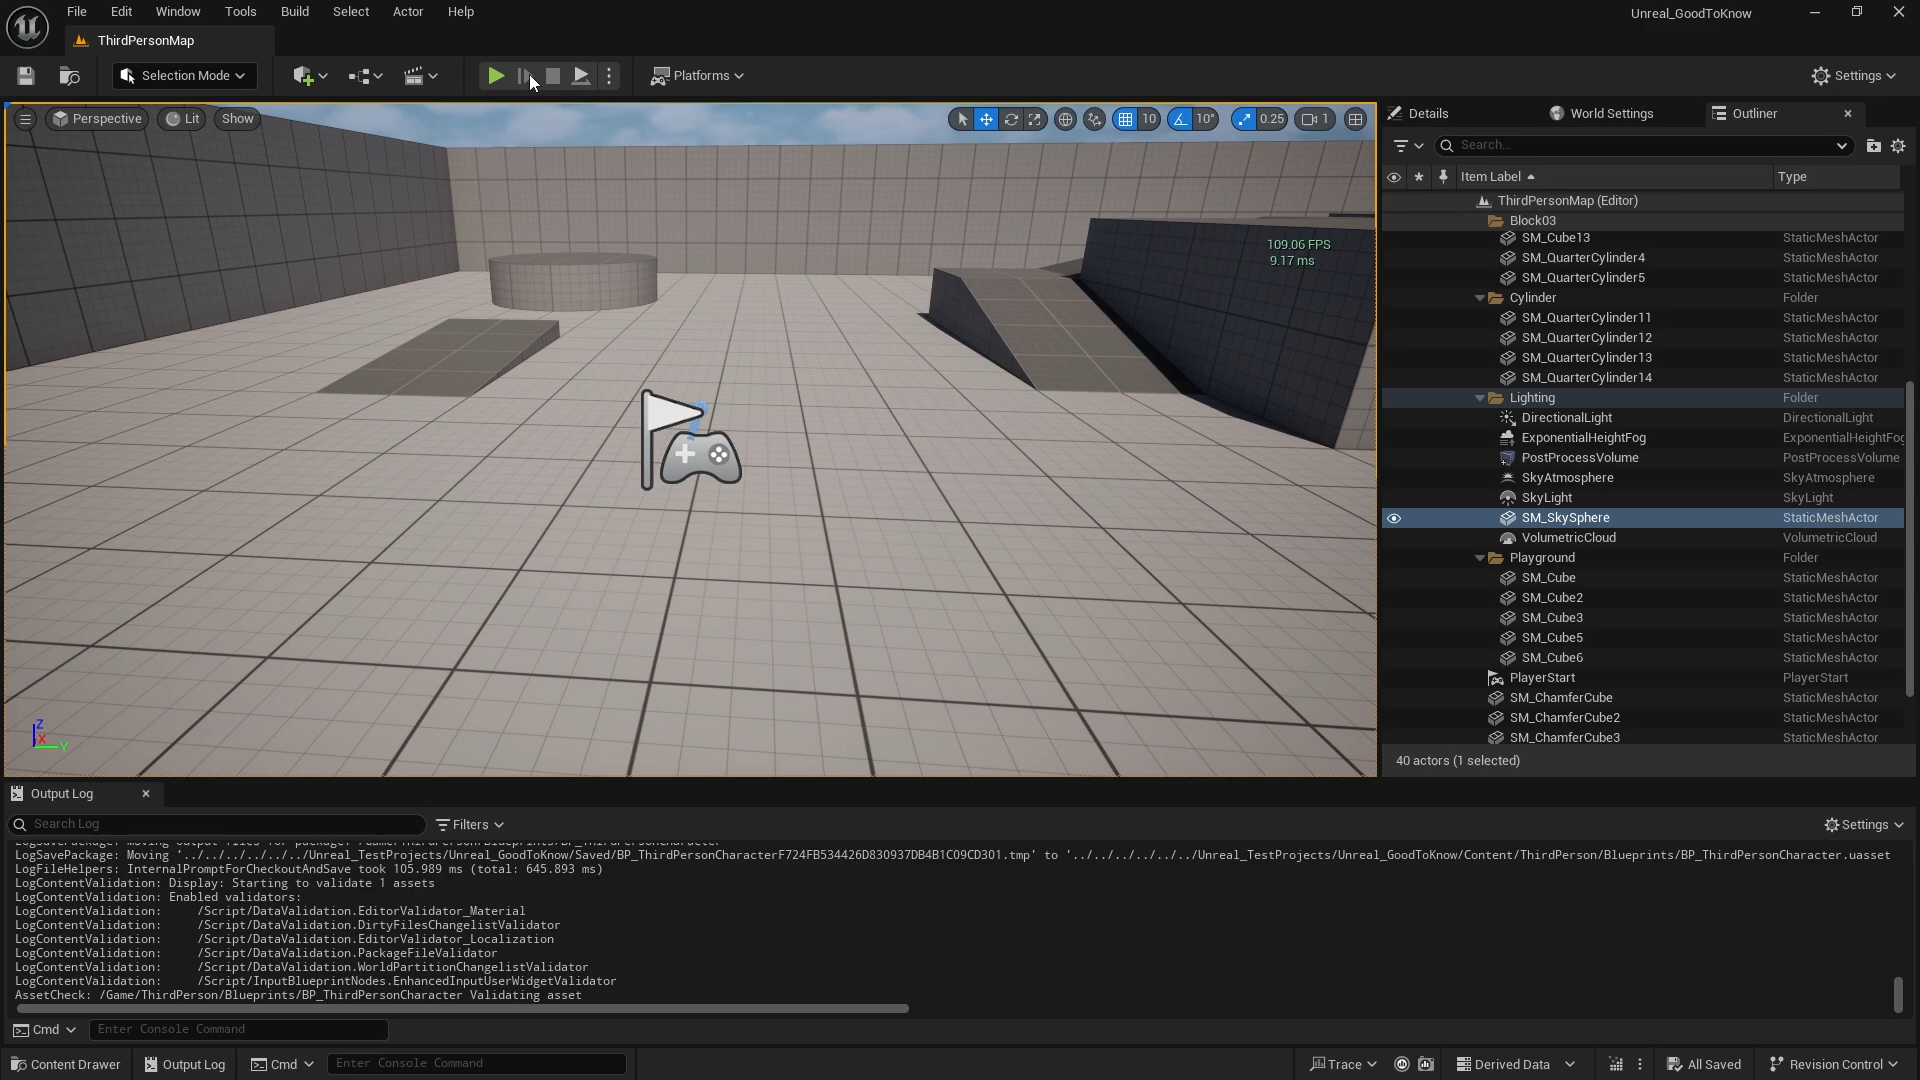 File Edit Window Tools Build Select Actor Help
Unreal_GoodToKnow
ThirdPersonMap
Selection Mode
Platforms
Settings
Perspective
Lit
Show
10
10°
0.25
1
109.06 FPS
9.17 ms
Z
X
Y
Details
World Settings
Outliner
Search...
Item Label Type
ThirdPersonMap (Editor)
Block03
SM_Cube13 StaticMeshActor
SM_QuarterCylinder4 StaticMeshActor
SM_QuarterCylinder5 StaticMeshActor
Cylinder Folder
SM_QuarterCylinder11 StaticMeshActor
SM_QuarterCylinder12 StaticMeshActor
SM_QuarterCylinder13 StaticMeshActor
SM_QuarterCylinder14 StaticMeshActor
Lighting Folder
DirectionalLight DirectionalLight
ExponentialHeightFog ExponentialHeightFog
PostProcessVolume PostProcessVolume
SkyAtmosphere SkyAtmosphere
SkyLight SkyLight
SM_SkySphere StaticMeshActor
VolumetricCloud VolumetricCloud
Playground Folder
SM_Cube StaticMeshActor
SM_Cube2 StaticMeshActor
SM_Cube3 StaticMeshActor
SM_Cube5 StaticMeshActor
SM_Cube6 StaticMeshActor
PlayerStart PlayerStart
SM_ChamferCube StaticMeshActor
SM_ChamferCube2 StaticMeshActor
SM_ChamferCube3 StaticMeshActor
40 actors (1 selected)
Output Log
Search Log
Filters
Settings
LogSavePackage: Moving '../../../../../../Unreal_TestProjects/Unreal_GoodToKnow/Saved/BP_ThirdPersonCharacterF724FB534426D830937DB4B1C09CD301.tmp' to '../../../../../../Unreal_TestProjects/Unreal_GoodToKnow/Content/ThirdPerson/Blueprints/BP_ThirdPersonCharacter.uasset
LogFileHelpers: InternalPromptForCheckoutAndSave took 105.989 ms (total: 645.893 ms)
LogContentValidation: Display: Starting to validate 1 assets
LogContentValidation: Enabled validators:
LogContentValidation: /Script/DataValidation.EditorValidator_Material
LogContentValidation: /Script/DataValidation.DirtyFilesChangelistValidator
LogContentValidation: /Script/DataValidation.EditorValidator_Localization
LogContentValidation: /Script/DataValidation.PackageFileValidator
LogContentValidation: /Script/DataValidation.WorldPartitionChangelistValidator
LogContentValidation: /Script/InputBlueprintNodes.EnhancedInputUserWidgetValidator
AssetCheck: /Game/ThirdPerson/Blueprints/BP_ThirdPersonCharacter Validating asset
Cmd
Enter Console Command
Content Drawer
Output Log
Cmd
Enter Console Command
Trace
Derived Data
All Saved
Revision Control